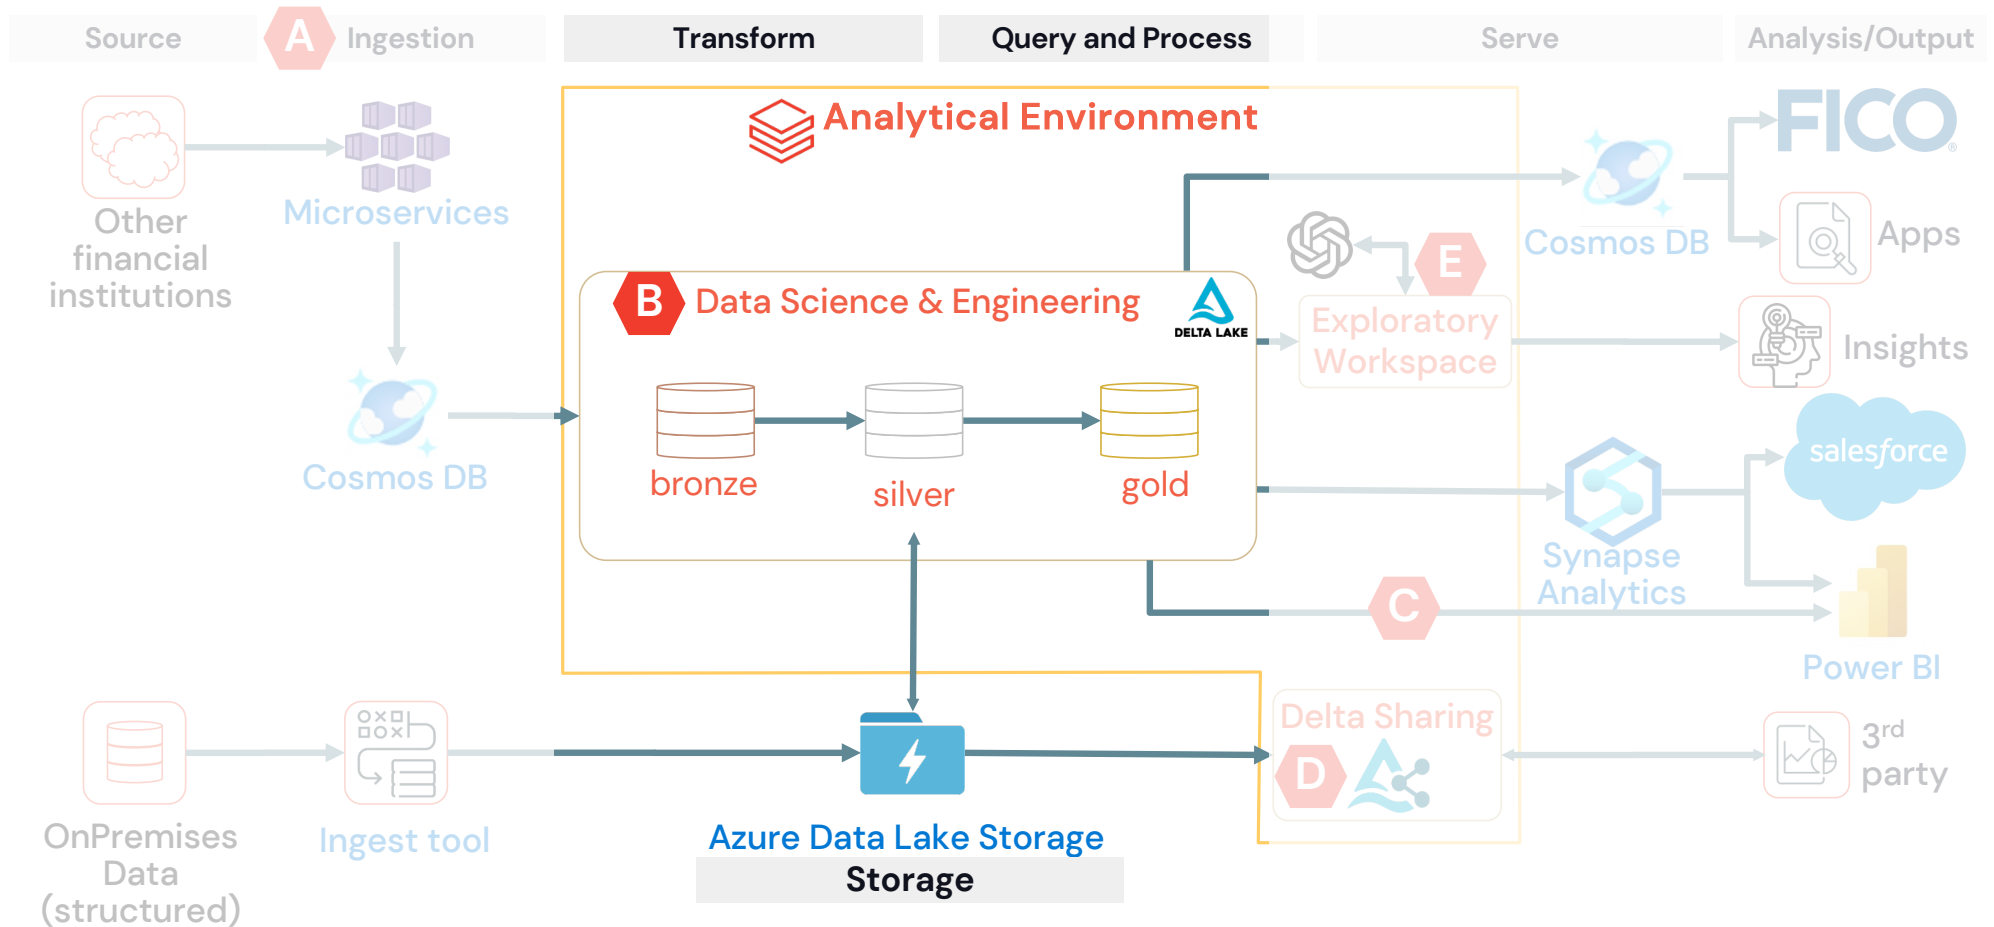 Source
A
Ingestion
Transform
Query and Process
Serve
Analysis/Output
Other
financial
institutions
Microservices
Cosmos DB
OnPremises
Data
(structured)
Ingest tool
Analytical Environment
B
Data Science & Engineering
DELTA LAKE
bronze
silver
gold
Azure Data Lake Storage
Storage
E
Exploratory
Workspace
C
Delta Sharing
D
Cosmos DB
Synapse
Analytics
FICO®
Apps
Insights
salesforce
Power BI
3rd
party